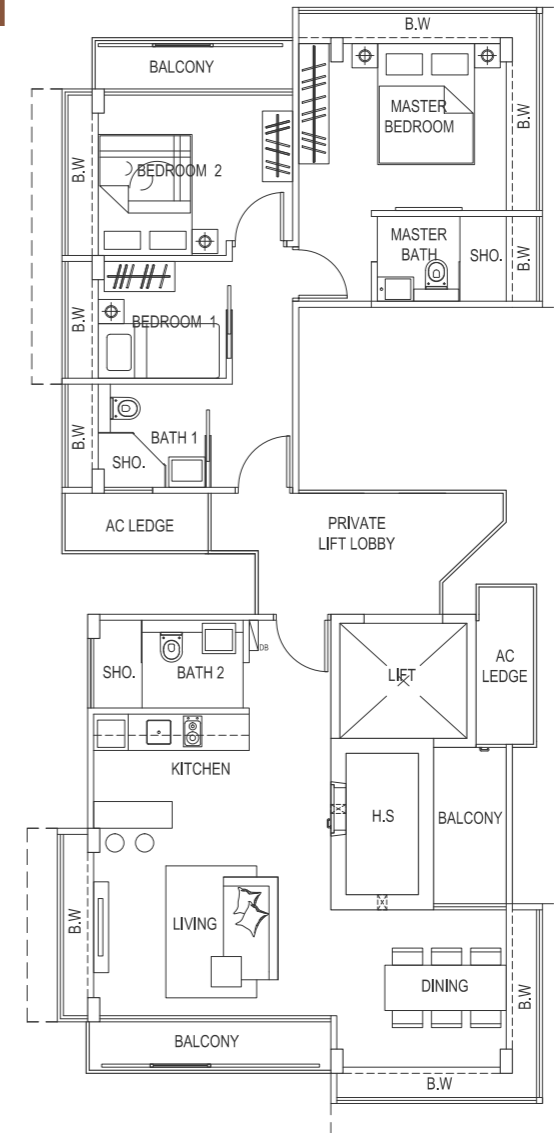 B.W
BALCONY
MASTER
BEDROOM
B.W
B.W
BEDROOM 2
MASTER
BATH
SHO.
B.W
BEDROOM 1
B.W
BATH 1
B.W
SHO.
AC LEDGE
PRIVATE
LIFT LOBBY
DB
SHO.
BATH 2
LIFT
AC
LEDGE
KITCHEN
H.S
BALCONY
LIVING
B.W
DINING
B.W
BALCONY
B.W